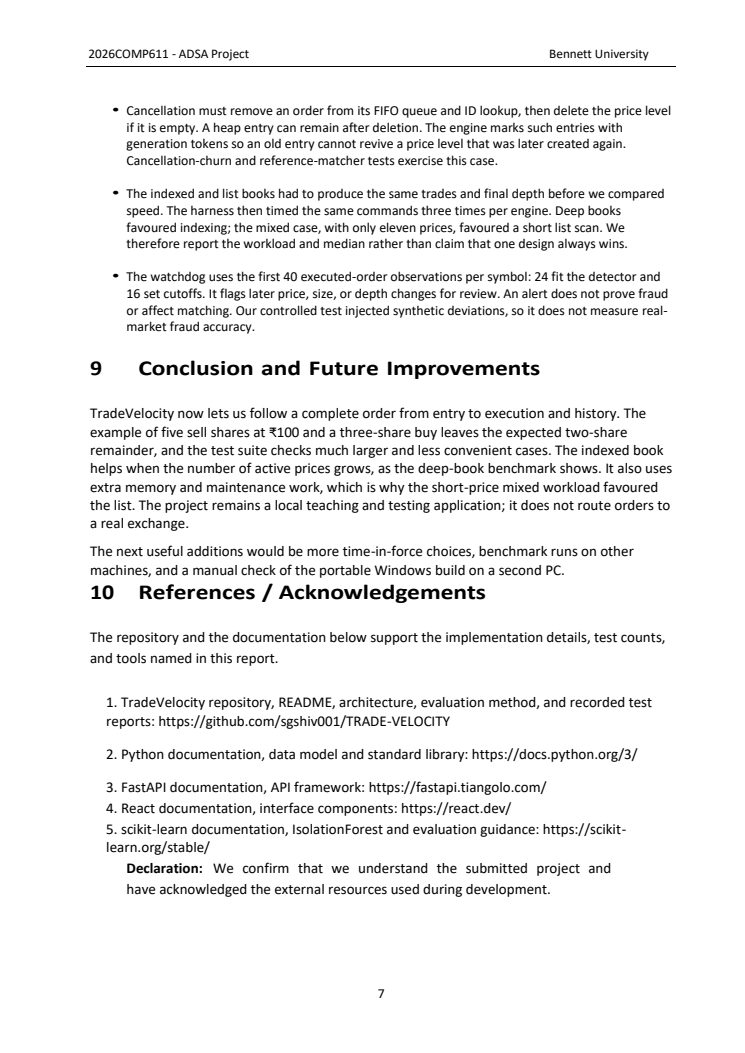 2026COMP611 - ADSA Project Bennett University
• Cancellation must remove an order from its FIFO queue and ID lookup, then delete the price level
if it is empty. A heap entry can remain after deletion. The engine marks such entries with
generation tokens so an old entry cannot revive a price level that was later created again.
Cancellation-churn and reference-matcher tests exercise this case.
• The indexed and list books had to produce the same trades and final depth before we compared
speed. The harness then timed the same commands three times per engine. Deep books
favoured indexing; the mixed case, with only eleven prices, favoured a short list scan. We
therefore report the workload and median rather than claim that one design always wins.
• The watchdog uses the first 40 executed-order observations per symbol: 24 fit the detector and
16 set cutoffs. It flags later price, size, or depth changes for review. An alert does not prove fraud
or affect matching. Our controlled test injected synthetic deviations, so it does not measure real-
market fraud accuracy.
9 Conclusion and Future Improvements
TradeVelocity now lets us follow a complete order from entry to execution and history. The
example of five sell shares at ₹100 and a three-share buy leaves the expected two-share
remainder, and the test suite checks much larger and less convenient cases. The indexed book
helps when the number of active prices grows, as the deep-book benchmark shows. It also uses
extra memory and maintenance work, which is why the short-price mixed workload favoured
the list. The project remains a local teaching and testing application; it does not route orders to
a real exchange.
The next useful additions would be more time-in-force choices, benchmark runs on other
machines, and a manual check of the portable Windows build on a second PC.
10 References / Acknowledgements
The repository and the documentation below support the implementation details, test counts,
and tools named in this report.
1. TradeVelocity repository, README, architecture, evaluation method, and recorded test
reports: https://github.com/sgshiv001/TRADE-VELOCITY
2. Python documentation, data model and standard library: https://docs.python.org/3/
3. FastAPI documentation, API framework: https://fastapi.tiangolo.com/
4. React documentation, interface components: https://react.dev/
5. scikit-learn documentation, IsolationForest and evaluation guidance: https://scikit-
learn.org/stable/
Declaration: We confirm that we understand the submitted project and
have acknowledged the external resources used during development.
7